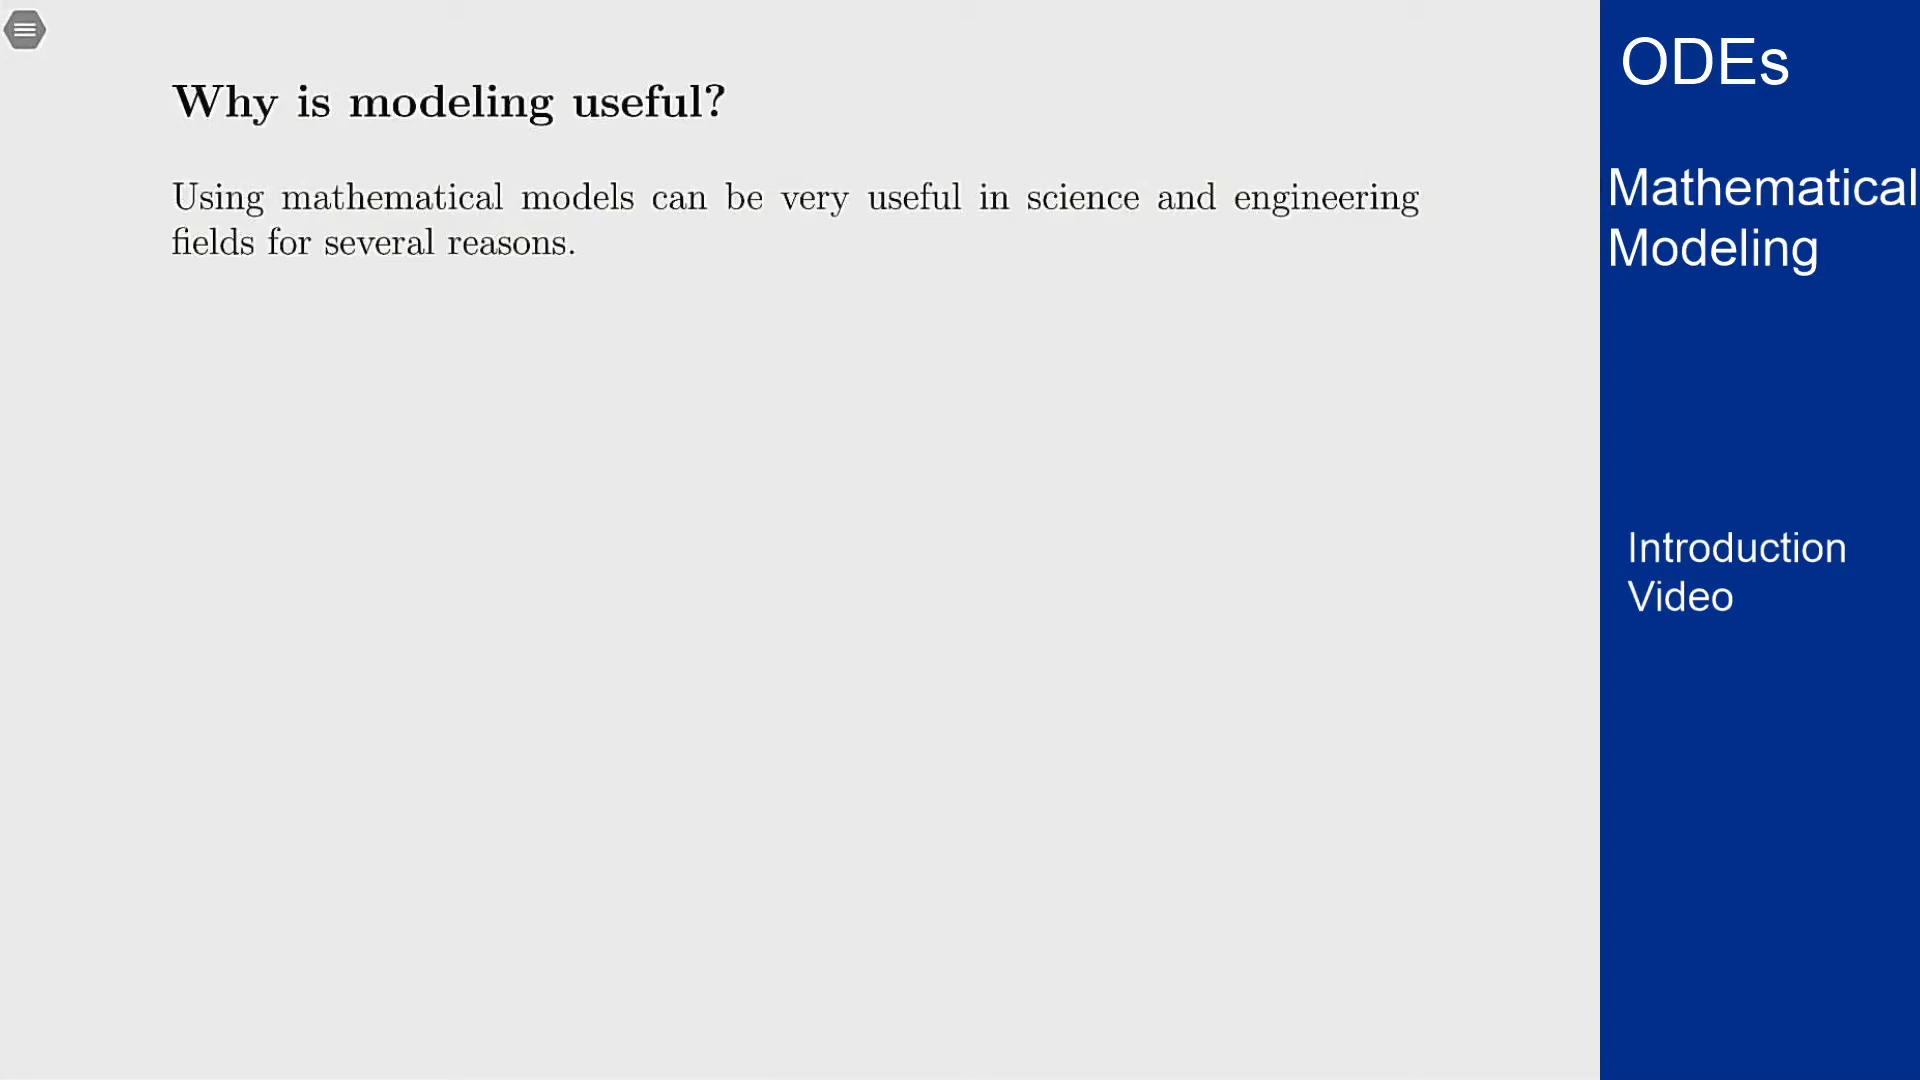 Why is modeling useful?
Using mathematical models can be very useful in science and engineering
fields for several reasons.
ODEs
Mathematical
Modeling
Introduction
Video